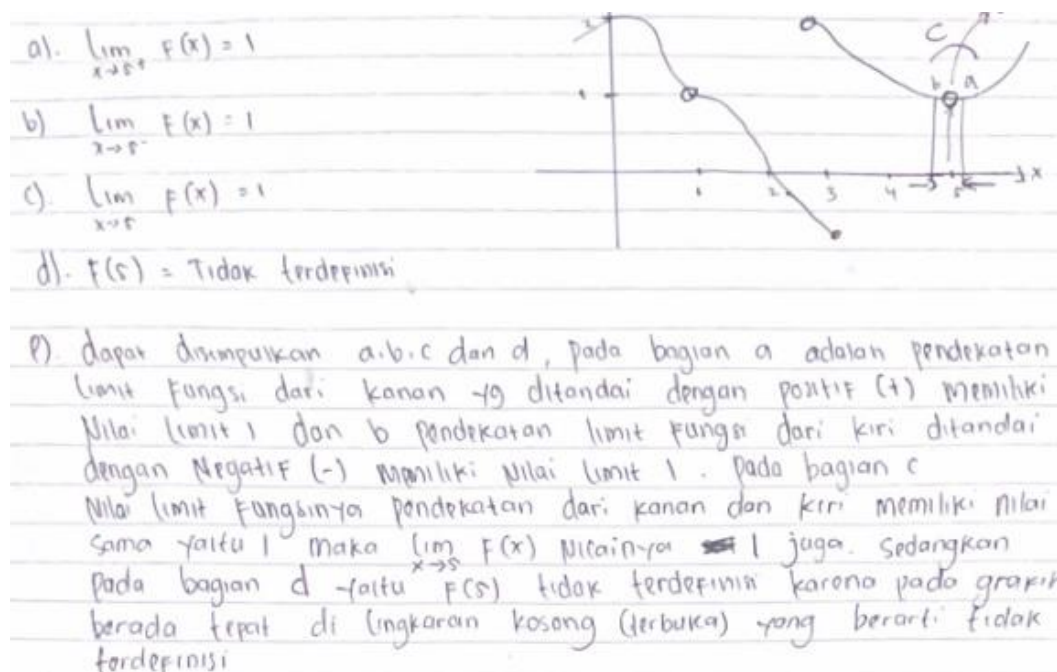 a). lim x→5+ F(x) = 1
b) lim x→5- F(x) = 1
c). lim x→5 F(x) = 1
d). F(5) = Tidak terdefinisi
e). dapat disimpulkan a.b.c dan d, pada bagian a adalah pendekatan
limit fungsi dari kanan yg ditandai dengan positif (+) memiliki
Nilai limit 1 dan b pendekatan limit fungsi dari kiri ditandai
dengan Negatif (-) memiliki Nilai limit 1. pada bagian c
Nilai limit fungsinya pendekatan dari kanan dan kiri memiliki nilai
sama yaitu 1 maka lim x→5 F(x) Nilainya 1 juga. sedangkan
pada bagian d yaitu F(5) tidak terdefinisi karena pada grafik
berada tepat di lingkaran kosong (terbuka) yang berarti tidak
terdefinisi
2
1
C
b a
1 2 3 4 5 x